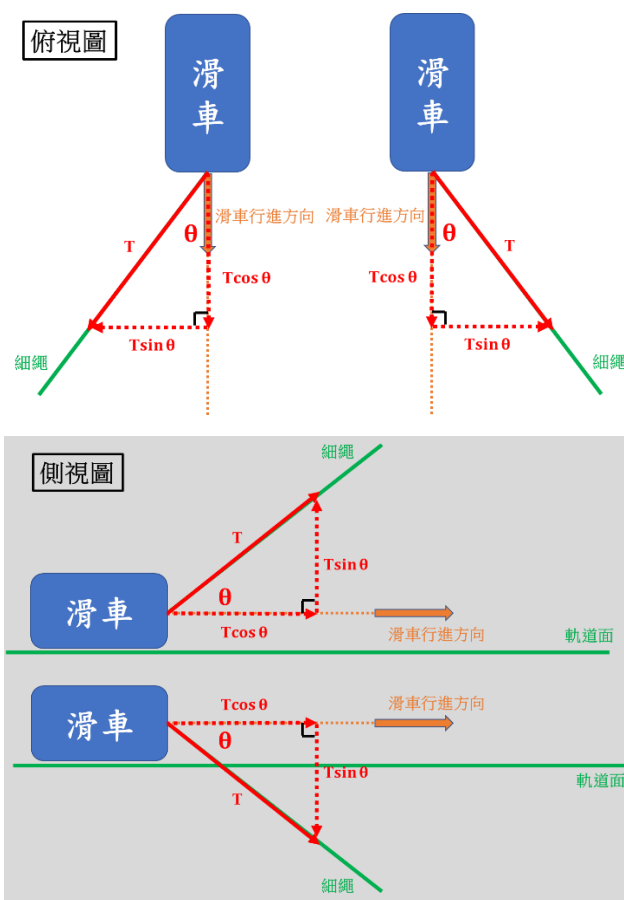 俯視圖
滑車
滑車
滑車行進方向
滑車行進方向
θ
θ
T
T
Tcos θ
Tcos θ
Tsin θ
Tsin θ
細繩
細繩
側視圖
細繩
T
Tsin θ
θ
滑車
Tcos θ
滑車行進方向
軌道面
Tcos θ
滑車行進方向
滑車
θ
Tsin θ
軌道面
T
細繩